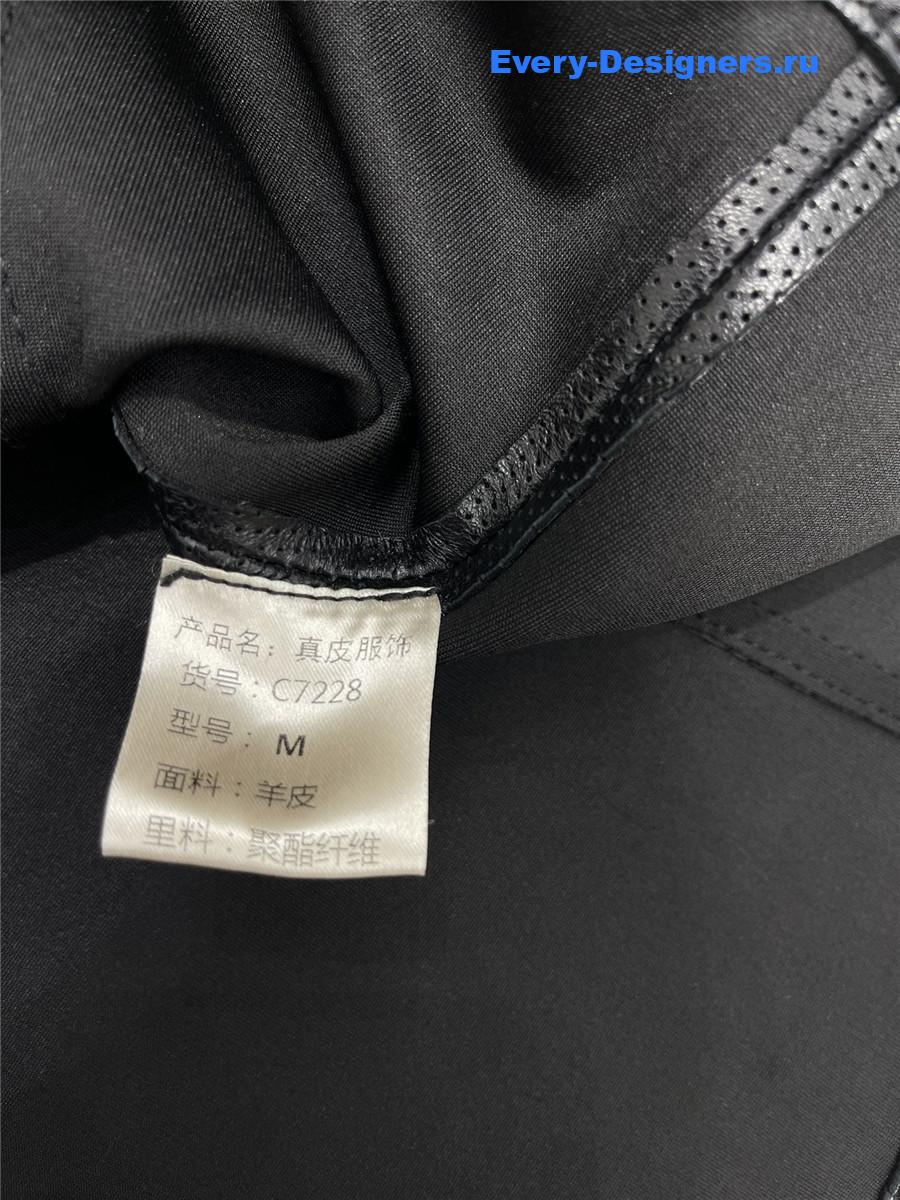 Every-Designers.ru
产品名：真皮服饰
货号：C7228
型号：M
面料：羊皮
里料：聚酯纤维